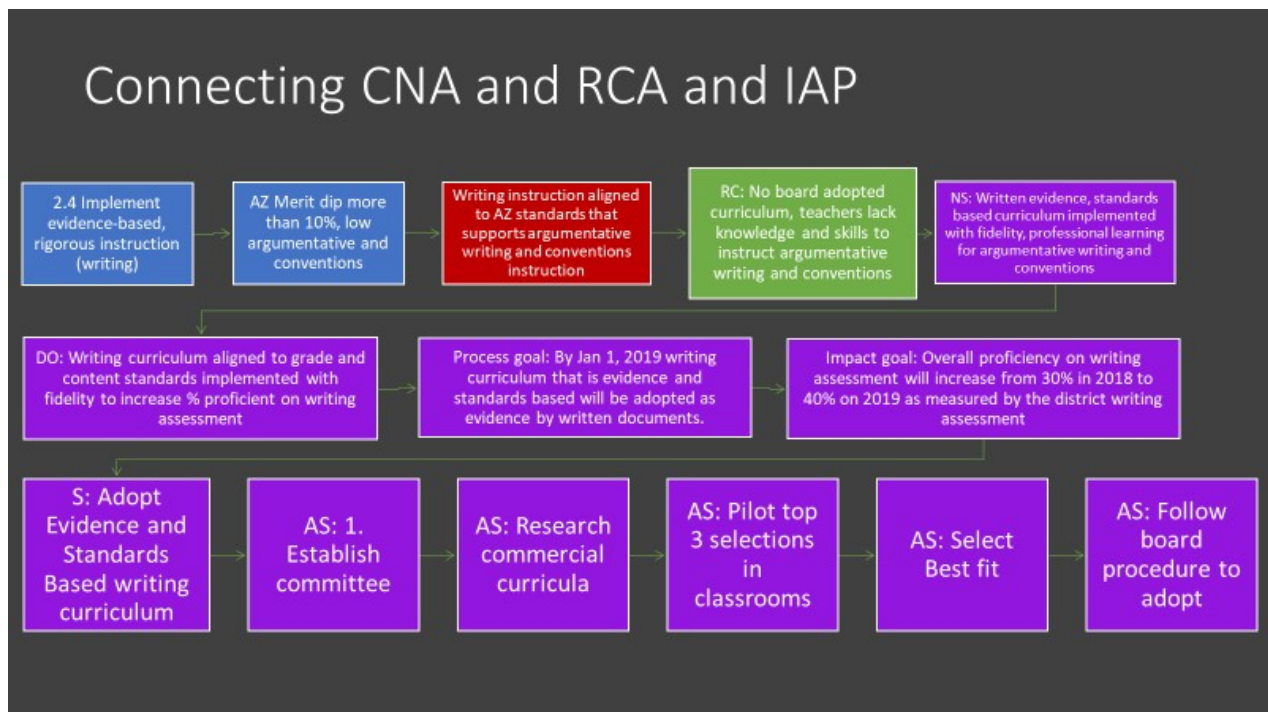 Connecting CNA and RCA and IAP
2.4 Implement
evidence-based,
rigorous instruction
(writing)
AZ Merit dip more
than 10%, low
argumentative and
conventions
Writing instruction aligned
to AZ standards that
supports argumentative
writing and conventions
instruction
RC: No board adopted
curriculum, teachers lack
knowledge and skills to
instruct argumentative
writing and conventions
NS: Written evidence, standards
based curriculum implemented
with fidelity, professional learning
for argumentative writing and
conventions
DO: Writing curriculum aligned to grade and
content standards implemented with
fidelity to increase % proficient on writing
assessment
Process goal: By Jan 1, 2019 writing
curriculum that is evidence and
standards based will be adopted as
evidence by written documents.
Impact goal: Overall proficiency on writing
assessment will increase from 30% in 2018 to
40% on 2019 as measured by the district writing
assessment
S: Adopt
Evidence and
Standards
Based writing
curriculum
AS: 1.
Establish
committee
AS: Research
commercial
curricula
AS: Pilot top
3 selections
in
classrooms
AS: Select
Best fit
AS: Follow
board
procedure to
adopt